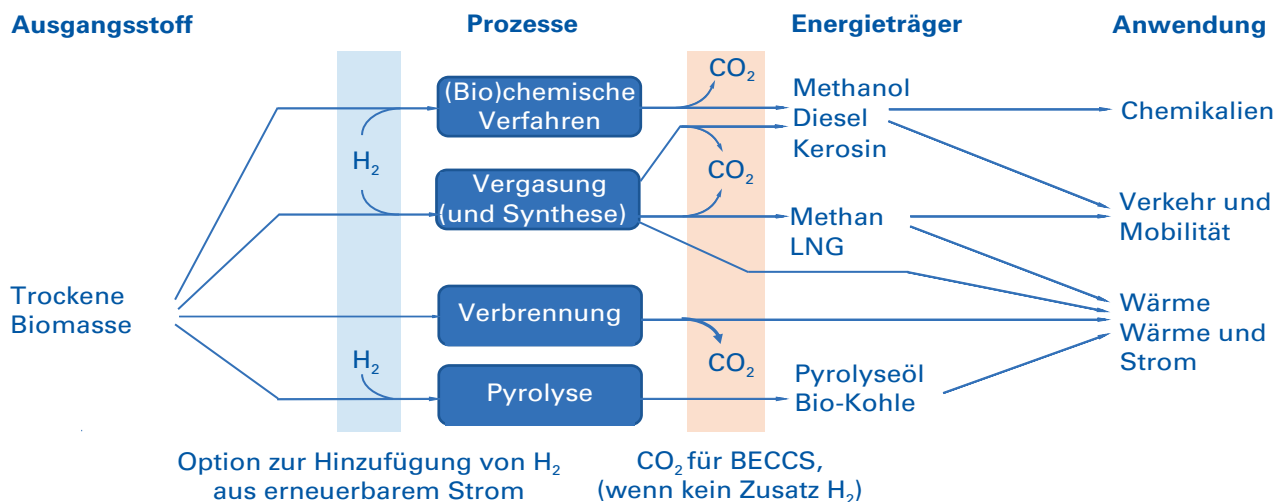 Ausgangsstoff
Prozesse
Energieträger
Anwendung
(Bio)chemische
Verfahren
CO₂
Methanol
Diesel
Kerosin
Chemikalien
H₂
Vergasung
(und Synthese)
CO₂
Methan
LNG
Verkehr und
Mobilität
Trockene
Biomasse
Verbrennung
CO₂
Wärme
Wärme und
Strom
H₂
Pyrolyse
Pyrolyseöl
Bio-Kohle
Option zur Hinzufügung von H₂
aus erneuerbarem Strom
CO₂ für BECCS,
(wenn kein Zusatz H₂)